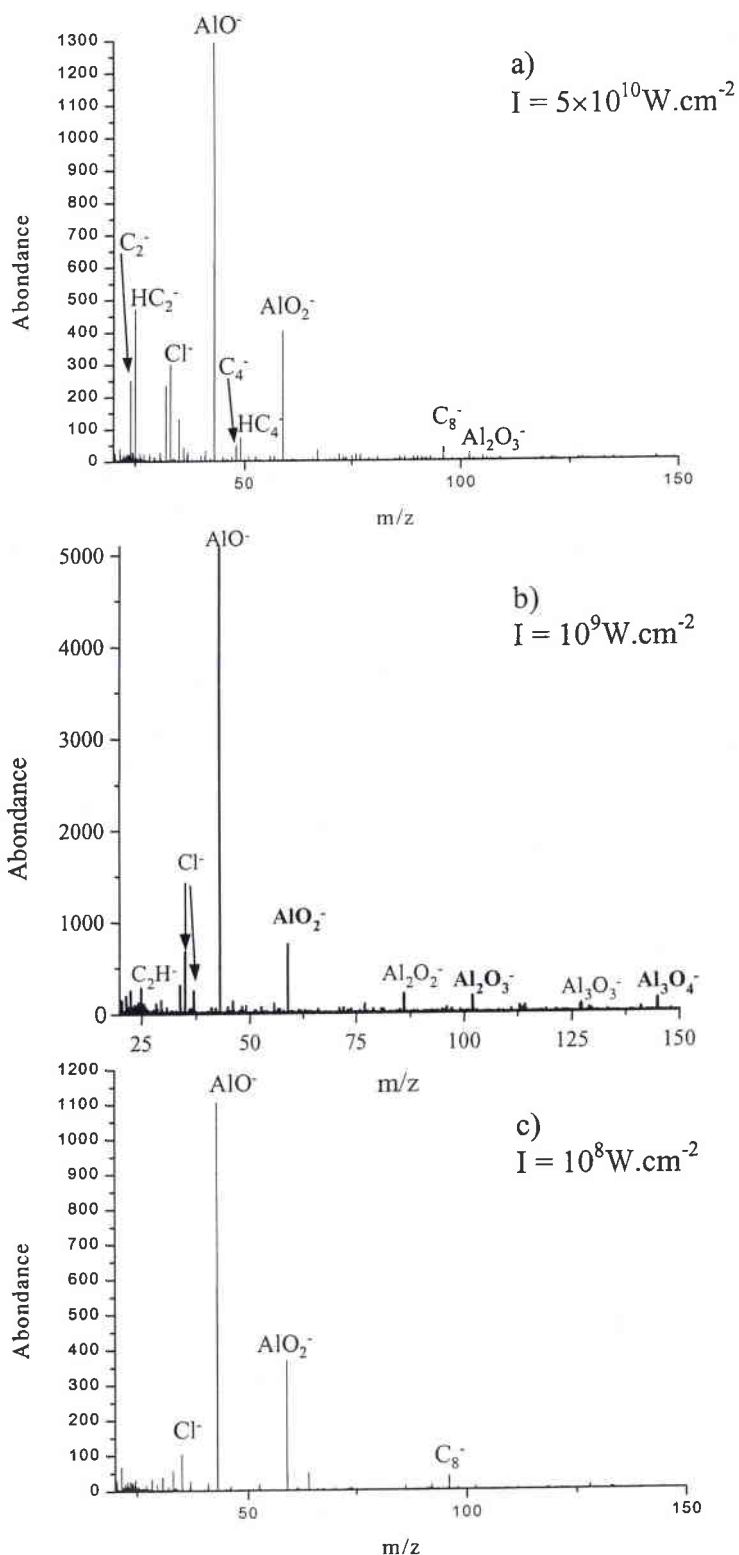 AlO⁻
1300
1200
1100
1000
900
800
700
600
500
400
300
200
100
0
Abondance
a)
I = 5×10¹⁰W.cm⁻²
C₂⁻
HC₂⁻
Cl⁻
C₄⁻
HC₄⁻
AlO₂⁻
C₈⁻
Al₂O₃⁻
50 100 150
m/z
AlO⁻
5000
4000
3000
2000
1000
0
Abondance
b)
I = 10⁹W.cm⁻²
Cl⁻
C₂H⁻
AlO₂⁻
Al₂O₂⁻
Al₂O₃⁻
Al₃O₃⁻
Al₃O₄⁻
25 50 75 100 125 150
m/z
1200
1100
1000
900
800
700
600
500
400
300
200
100
0
Abondance
AlO⁻
c)
I = 10⁸W.cm⁻²
AlO₂⁻
Cl⁻
C₈⁻
50 100 150
m/z